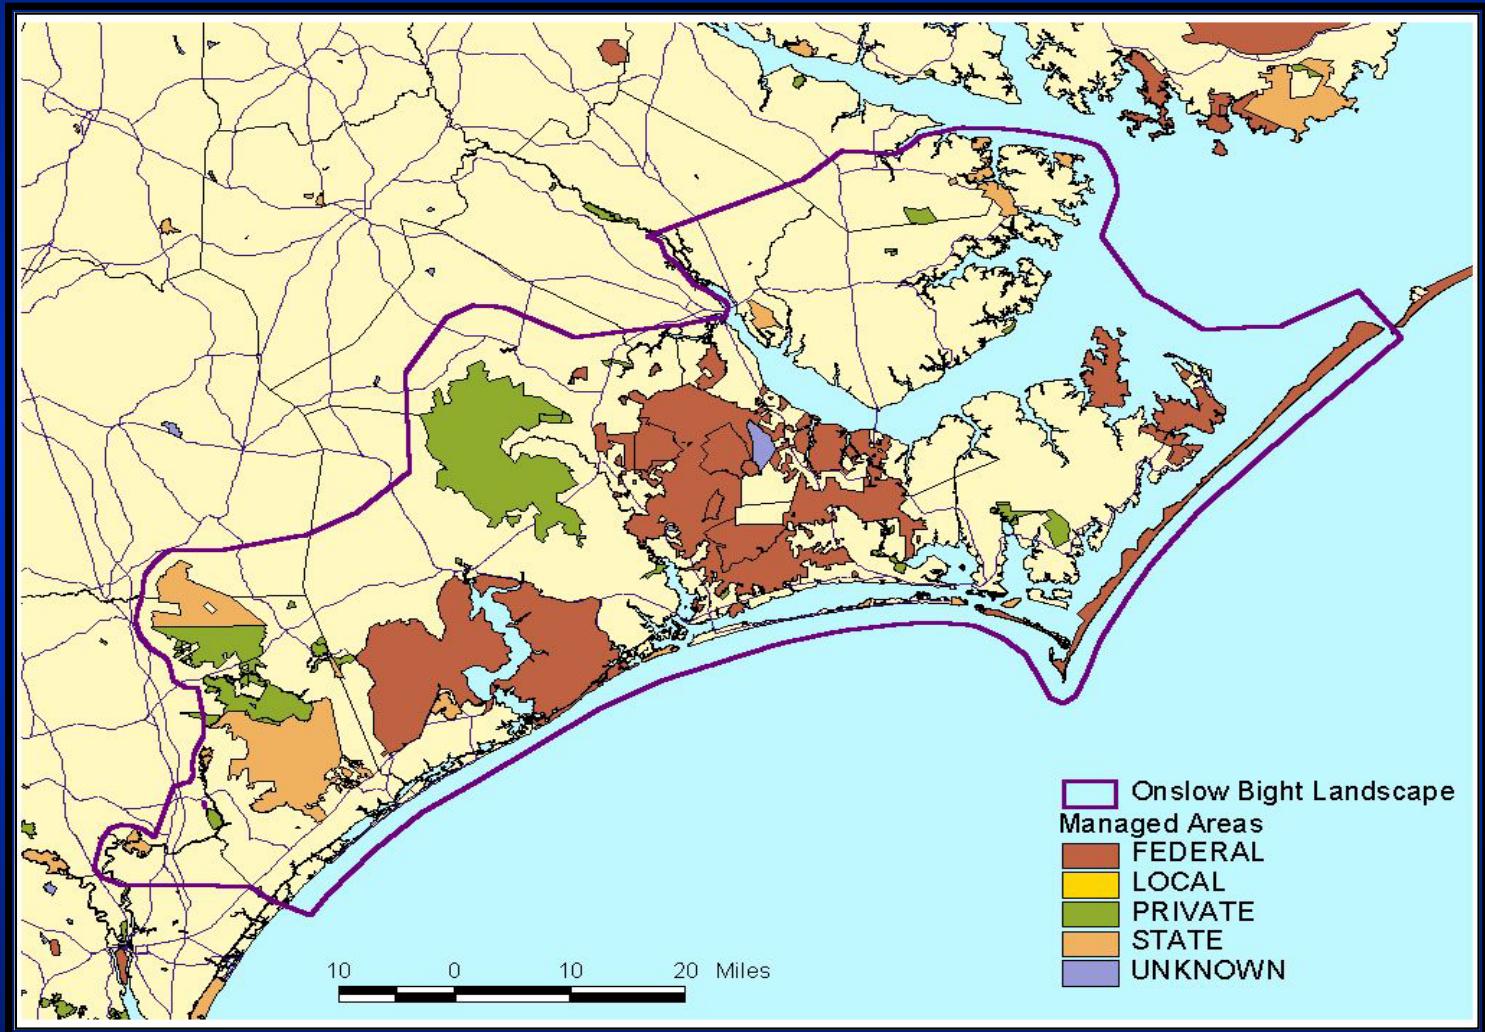 Onslow Bight Landscape
Managed Areas
FEDERAL
LOCAL
PRIVATE
STATE
UNKNOWN
10 0 10 20 Miles